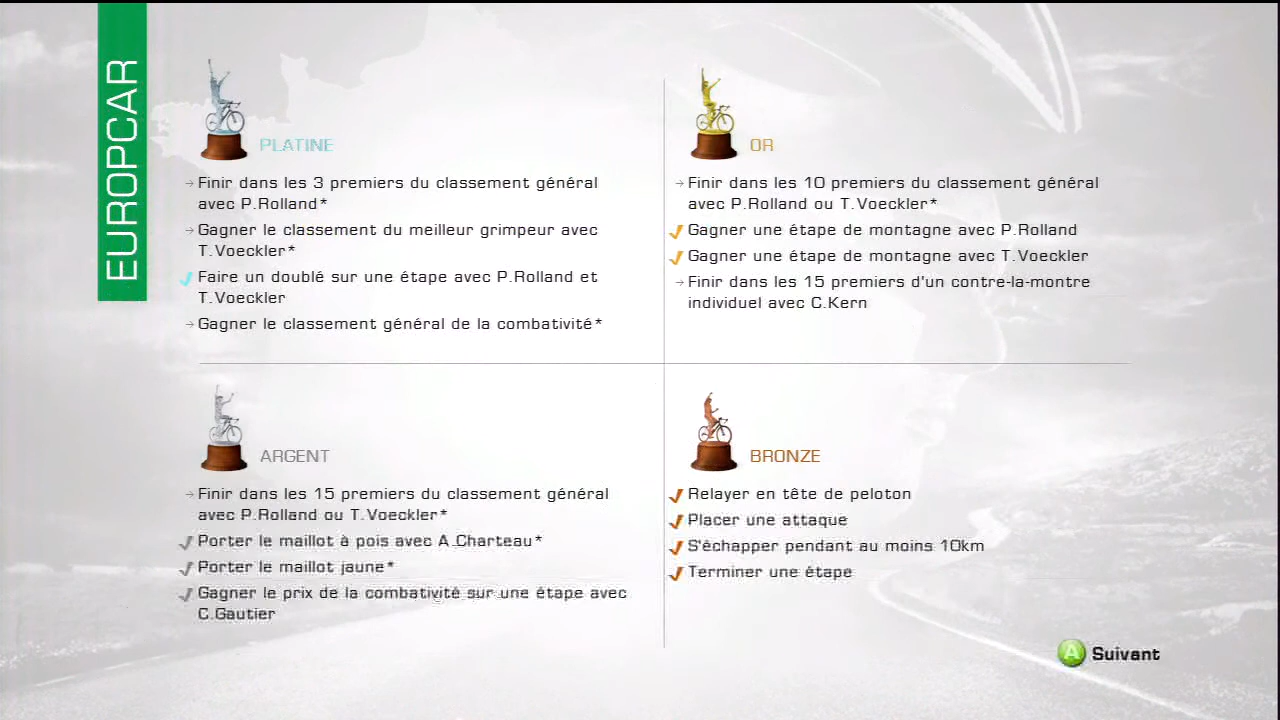 EUROPCAR
PLATINE
Finir dans les 3 premiers du classement général
avec P.Rolland*
Gagner le classement du meilleur grimpeur avec
T.Voeckler*
Faire un doublé sur une étape avec P.Rolland et
T.Voeckler
Gagner le classement général de la combativité*
OR
Finir dans les 10 premiers du classement général
avec P.Rolland ou T.Voeckler*
Gagner une étape de montagne avec P.Rolland
Gagner une étape de montagne avec T.Voeckler
Finir dans les 15 premiers d'un contre-la-montre
individuel avec C.Kern
ARGENT
Finir dans les 15 premiers du classement général
avec P.Rolland ou T.Voeckler*
Porter le maillot à pois avec A.Charteau*
Porter le maillot jaune*
Gagner le prix de la combativité sur une étape avec
C.Gautier
BRONZE
Relayer en tête de peloton
Placer une attaque
S'échapper pendant au moins 10km
Terminer une étape
A Suivant